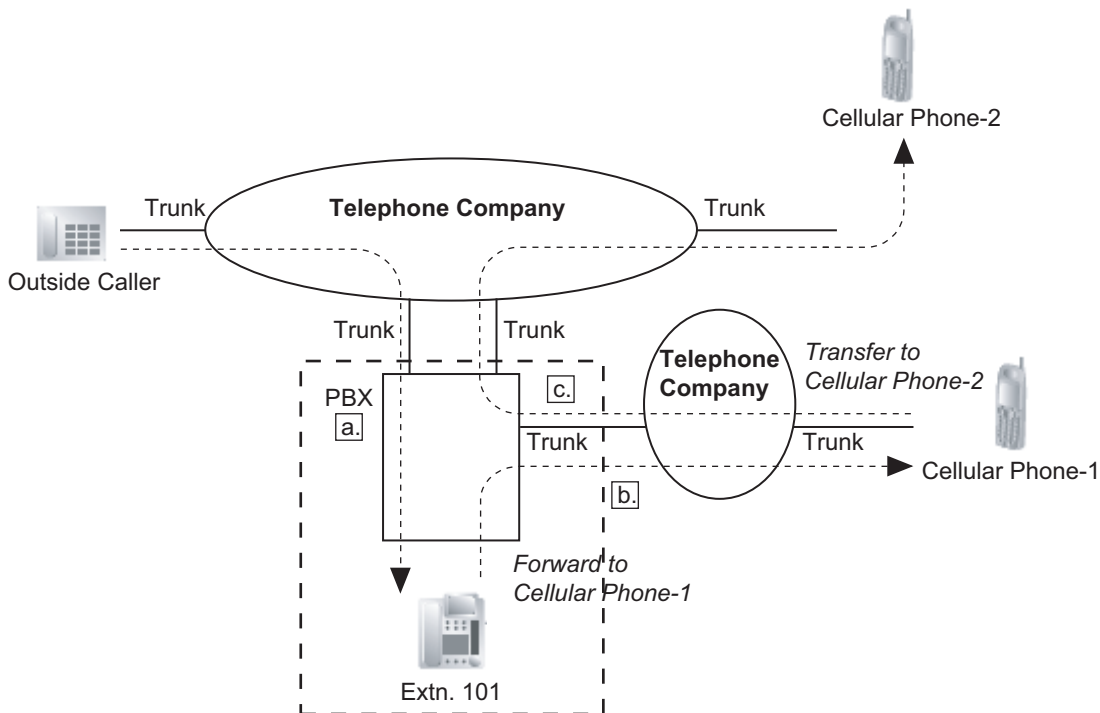 Cellular Phone-2
Trunk
Telephone Company
Trunk
Outside Caller
Trunk
Trunk
Telephone
Company
Transfer to
Cellular Phone-2
PBX
a.
c.
Trunk
Trunk
Cellular Phone-1
b.
Forward to
Cellular Phone-1
Extn. 101